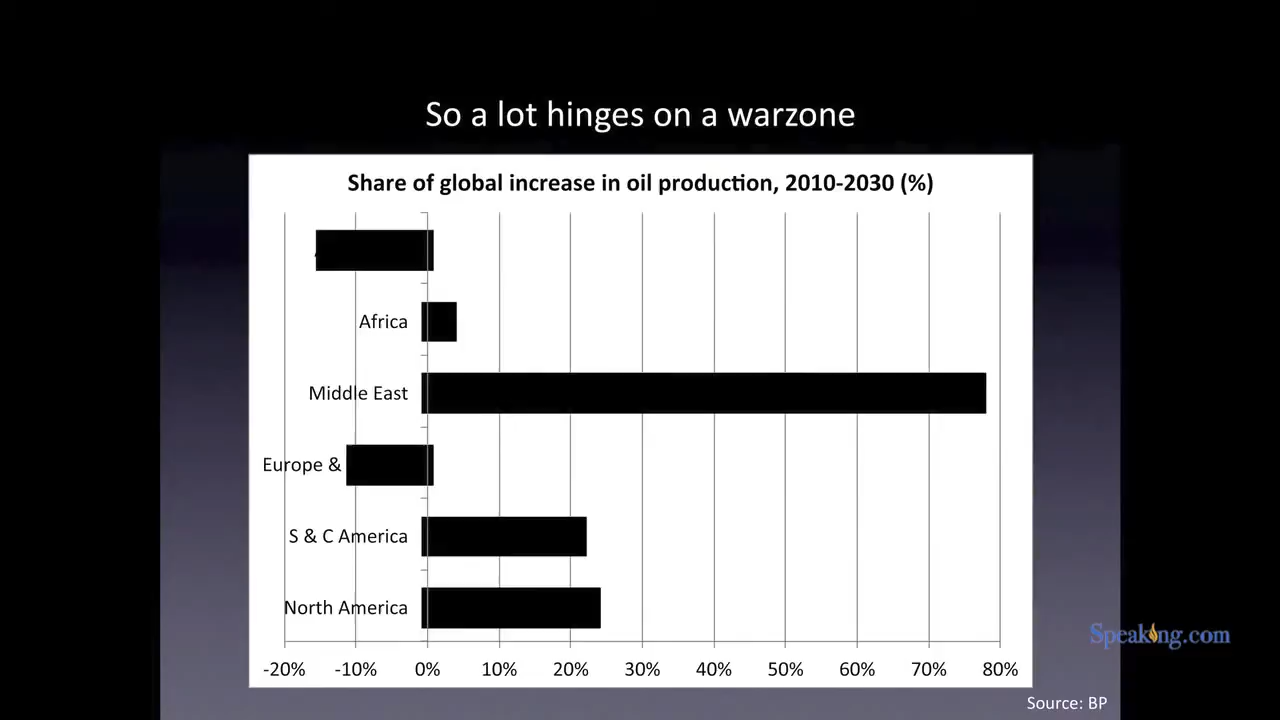 So a lot hinges on a warzone
Share of global increase in oil production, 2010-2030 (%)
Africa
Middle East
Europe &
S & C America
North America
-20% -10% 0% 10% 20% 30% 40% 50% 60% 70% 80%
Speaking.com
Source: BP